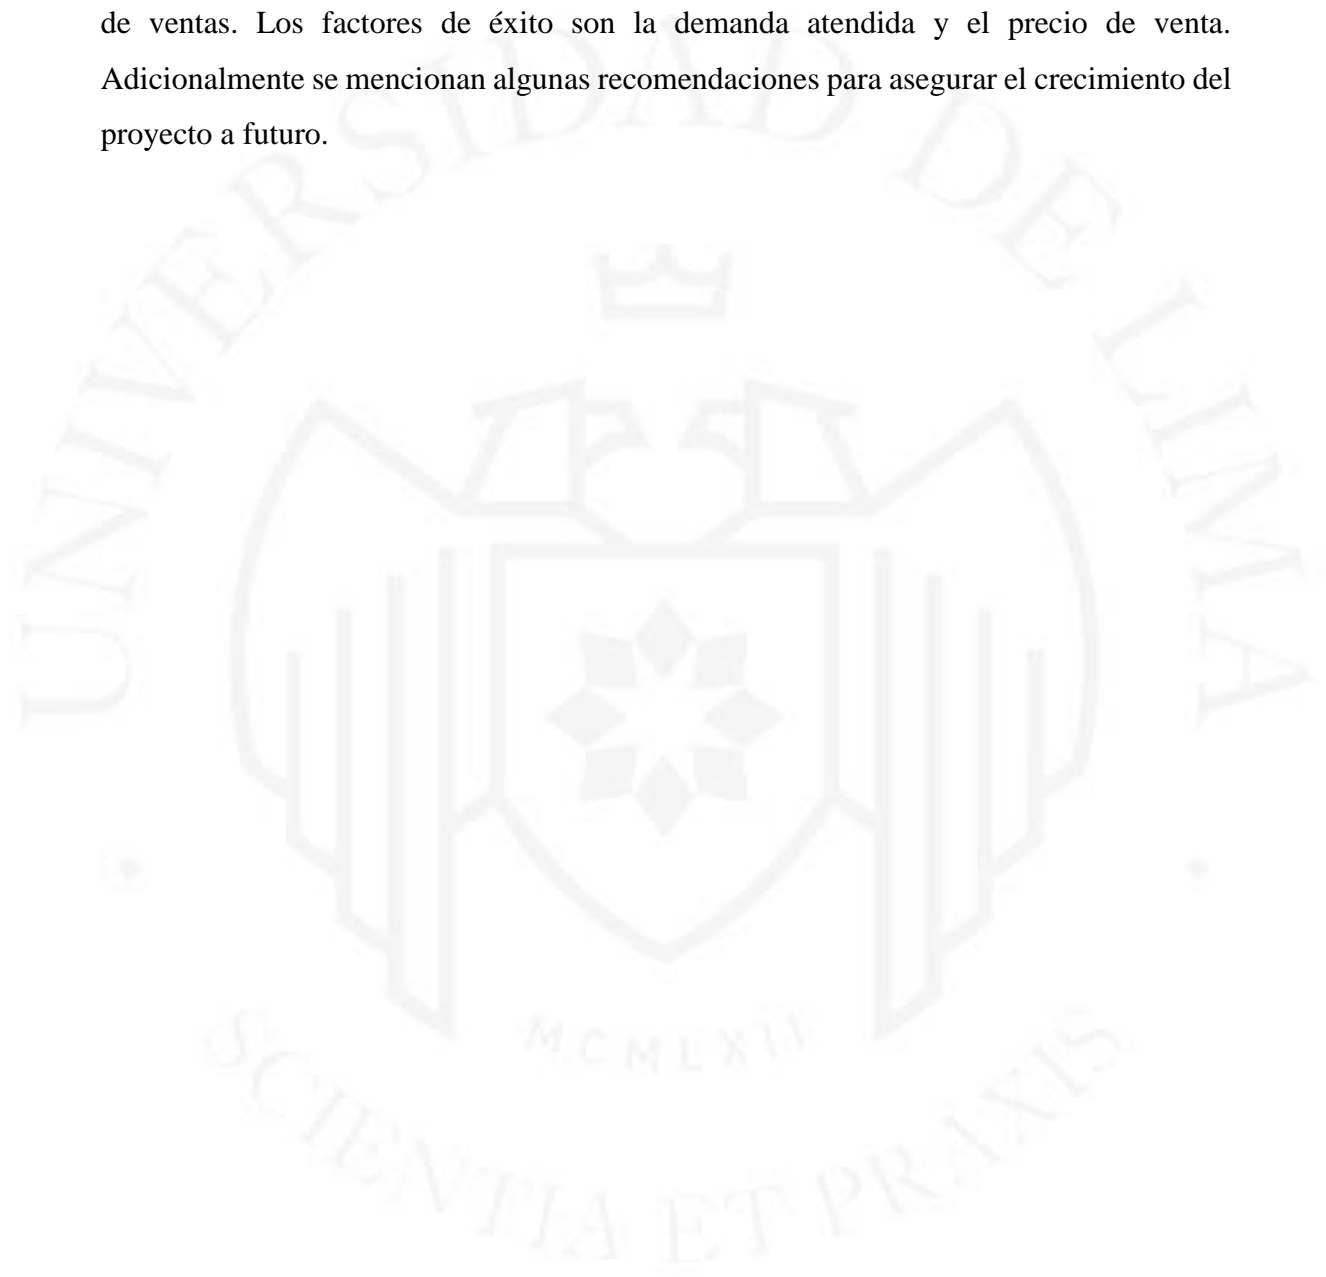 de ventas. Los factores de éxito son la demanda atendida y el precio de venta.
Adicionalmente se mencionan algunas recomendaciones para asegurar el crecimiento del
proyecto a futuro.
UNIVERSIDAD DE LIMA
MCMLXII
SCIENTIA ET PRAXIS